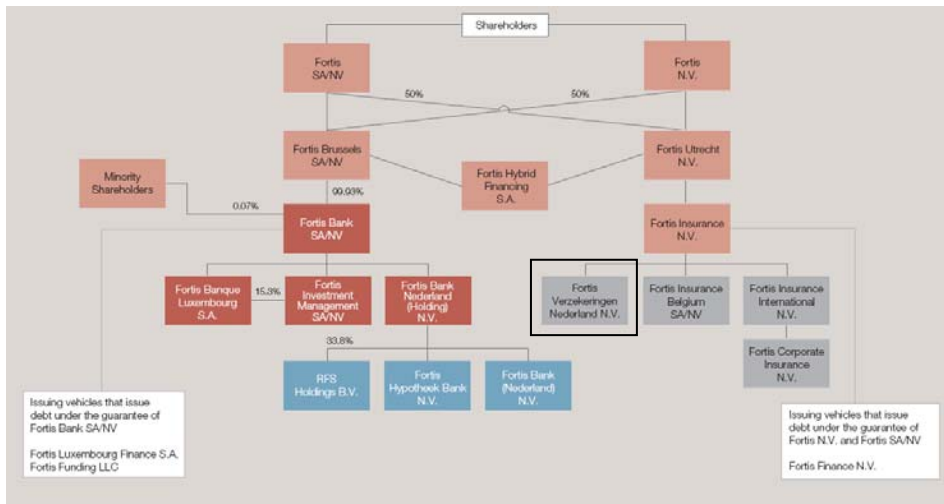 Shareholders
Fortis
SA/NV
Fortis
N.V.
50%
50%
Fortis Brussels
SA/NV
Fortis Utrecht
N.V.
Fortis Hybrid
Financing
S.A.
Minority
Shareholders
99.93%
0.07%
Fortis Bank
SA/NV
Fortis Insurance
N.V.
Fortis Banque
Luxembourg
S.A.
15.3%
Fortis
Investment
Management
SA/NV
Fortis Bank
Nederland
(Holding)
N.V.
Fortis
Verzekeringen
Nederland N.V.
Fortis Insurance
Belgium
SA/NV
Fortis Insurance
International
N.V.
33.8%
RFS
Holdings B.V.
Fortis
Hypotheek Bank
N.V.
Fortis Bank
(Nederland)
N.V.
Fortis Corporate
Insurance
N.V.
Issuing vehicles that issue
debt under the guarantee of
Fortis Bank SA/NV
Fortis Luxembourg Finance S.A.
Fortis Funding LLC
Issuing vehicles that issue
debt under the guarantee of
Fortis N.V. and Fortis SA/NV
Fortis Finance N.V.